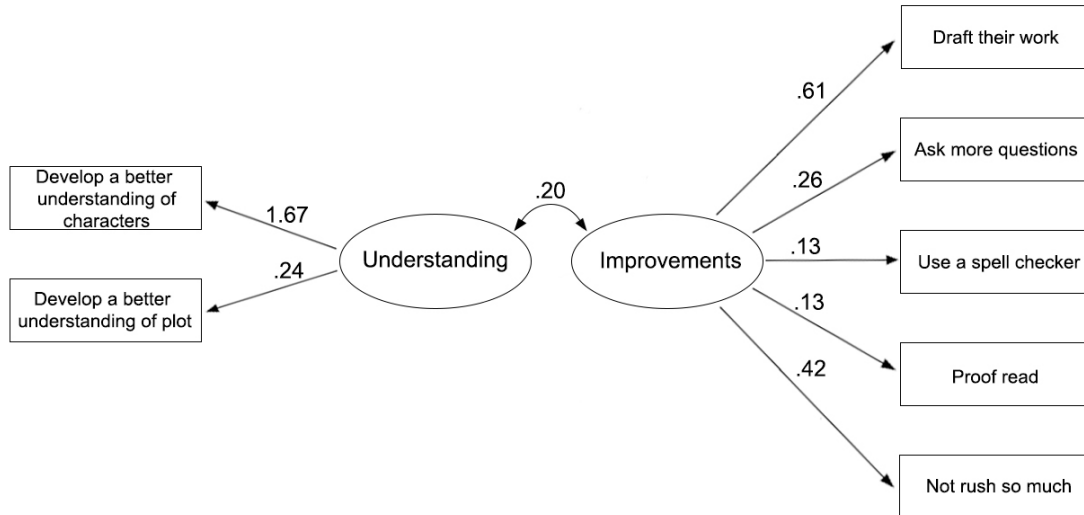 Draft their work
.61
Ask more questions
.26
Develop a better
understanding of
characters
1.67
.20
Understanding
Improvements
.13
Use a spell checker
.24
Develop a better
understanding of plot
.13
Proof read
.42
Not rush so much